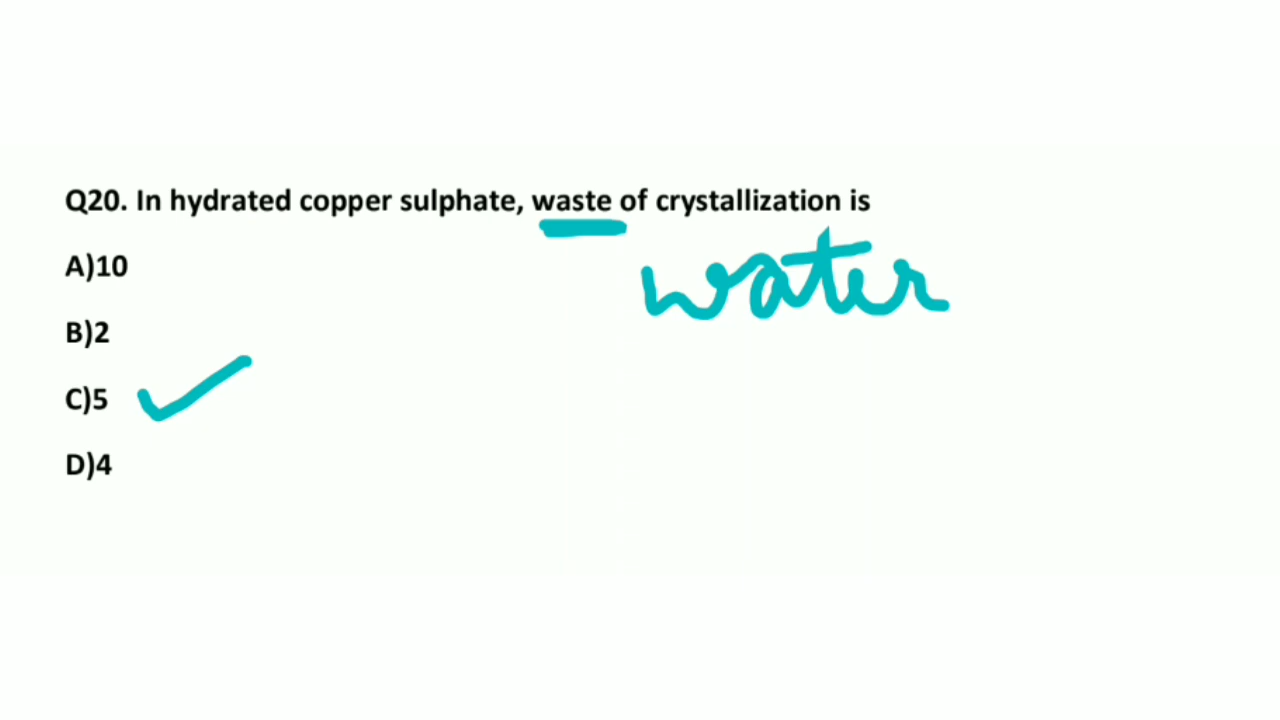 Q20. In hydrated copper sulphate, waste of crystallization is
water
A)10
B)2
C)5
D)4